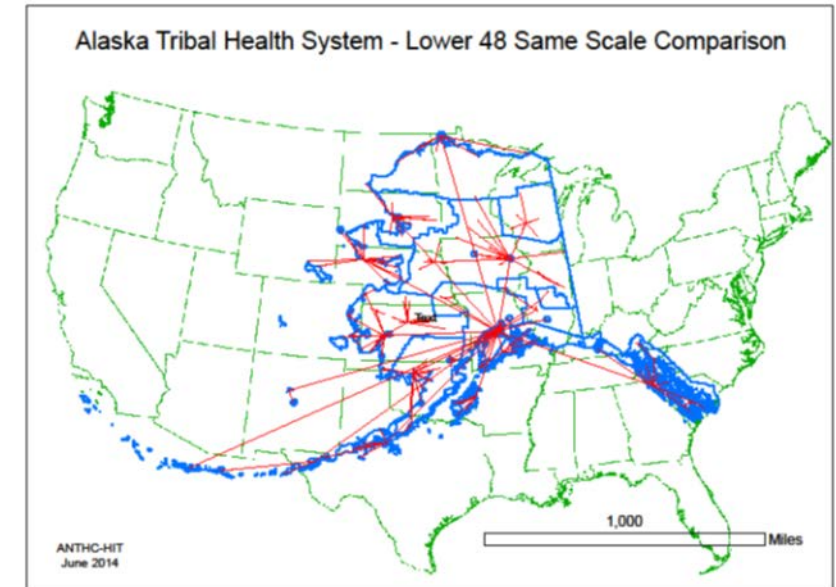 Alaska Tribal Health System - Lower 48 Same Scale Comparison
Text
1,000
Miles
ANTHC-HIT
June 2014